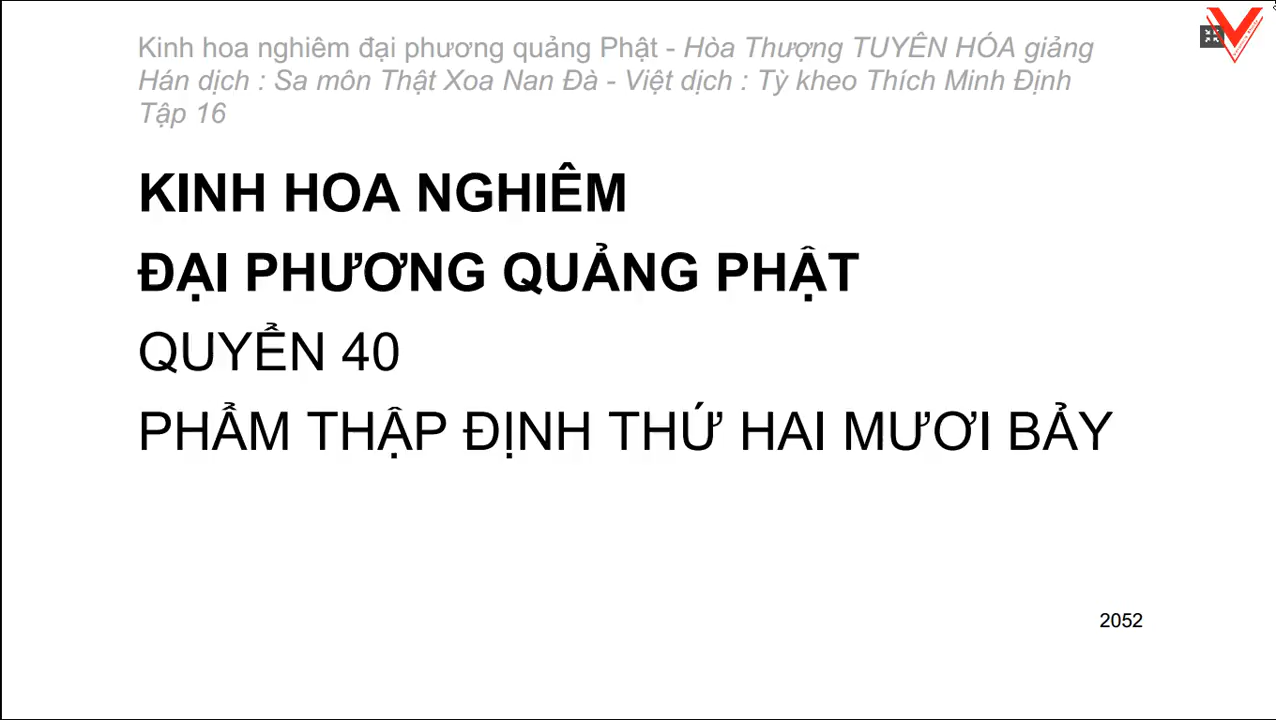 Kinh hoa nghiêm đại phương quảng Phật - Hòa Thượng TUYÊN HÓA giảng
Hán dịch : Sa môn Thật Xoa Nan Đà - Việt dịch : Tỳ kheo Thích Minh Định
Tập 16
KINH HOA NGHIÊM
ĐẠI PHƯƠNG QUẢNG PHẬT
QUYỂN 40
PHẨM THẬP ĐỊNH THỨ HAI MƯƠI BẢY
2052